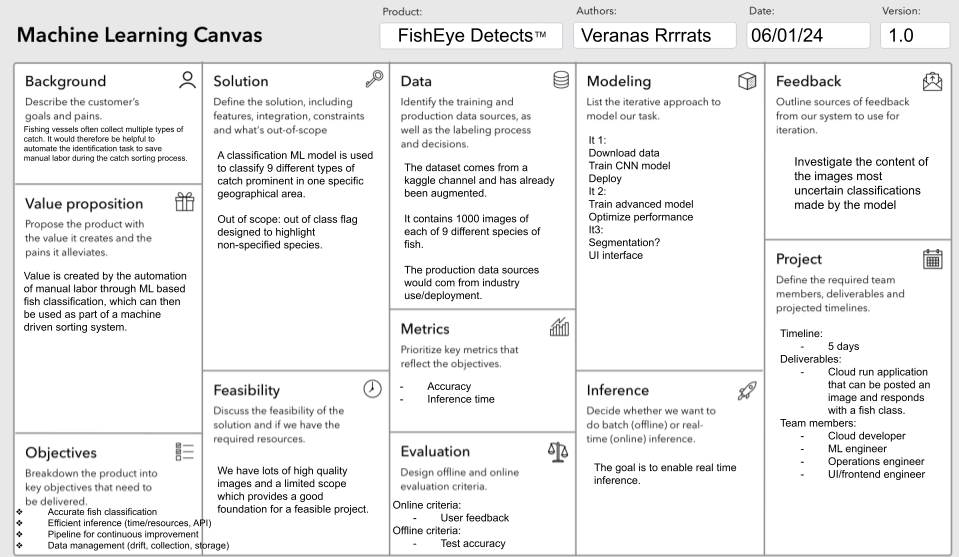 Product:
Authors:
Date:
Version:
Machine Learning Canvas
FishEye Detects™
Veranas Rrrrats
06/01/24
1.0
Background
Describe the customer's
goals and pains.
Fishing vessels often collect multiple types of
catch. It would therefore be helpful to
automate the identification task to save
manual labor during the catch sorting process.
Value proposition
Propose the product with
the value it creates and the
pains it alleviates.
Value is created by the automation
of manual labor through ML based
fish classification, which can then
be used as part of a machine
driven sorting system.
Objectives
Breakdown the product into
key objectives that need to
be delivered.
❖ Accurate fish classification
❖ Efficient inference (time/resources, API)
❖ Pipeline for continuous improvement
❖ Data management (drift, collection, storage)
Solution
Define the solution, including
features, integration, constraints
and what's out-of-scope
A classification ML model is used
to classify 9 different types of
catch prominent in one specific
geographical area.
Out of scope: out of class flag
designed to highlight
non-specified species.
Feasibility
Discuss the feasibility of the
solution and if we have the
required resources.
We have lots of high quality
images and a limited scope
which provides a good
foundation for a feasible project.
Data
Identify the training and
production data sources, as
well as the labeling process
and decisions.
The dataset comes from a
kaggle channel and has already
been augmented.
It contains 1000 images of
each of 9 different species of
fish.
The production data sources
would com from industry
use/deployment.
Metrics
Prioritize key metrics that
reflect the objectives.
- Accuracy
- Inference time
Evaluation
Design offline and online
evaluation criteria.
Online criteria:
- User feedback
Offline criteria:
- Test accuracy
Modeling
List the iterative approach to
model our task.
It 1:
Download data
Train CNN model
Deploy
It 2:
Train advanced model
Optimize performance
It3:
Segmentation?
UI interface
Inference
Decide whether we want to
do batch (offline) or real-
time (online) inference.
The goal is to enable real time
inference.
Feedback
Outline sources of feedback
from our system to use for
iteration.
Investigate the content of
the images most
uncertain classifications
made by the model
Project
Define the required team
members, deliverables and
projected timelines.
Timeline:
- 5 days
Deliverables:
- Cloud run application
that can be posted an
image and responds
with a fish class.
Team members:
- Cloud developer
- ML engineer
- Operations engineer
- UI/frontend engineer